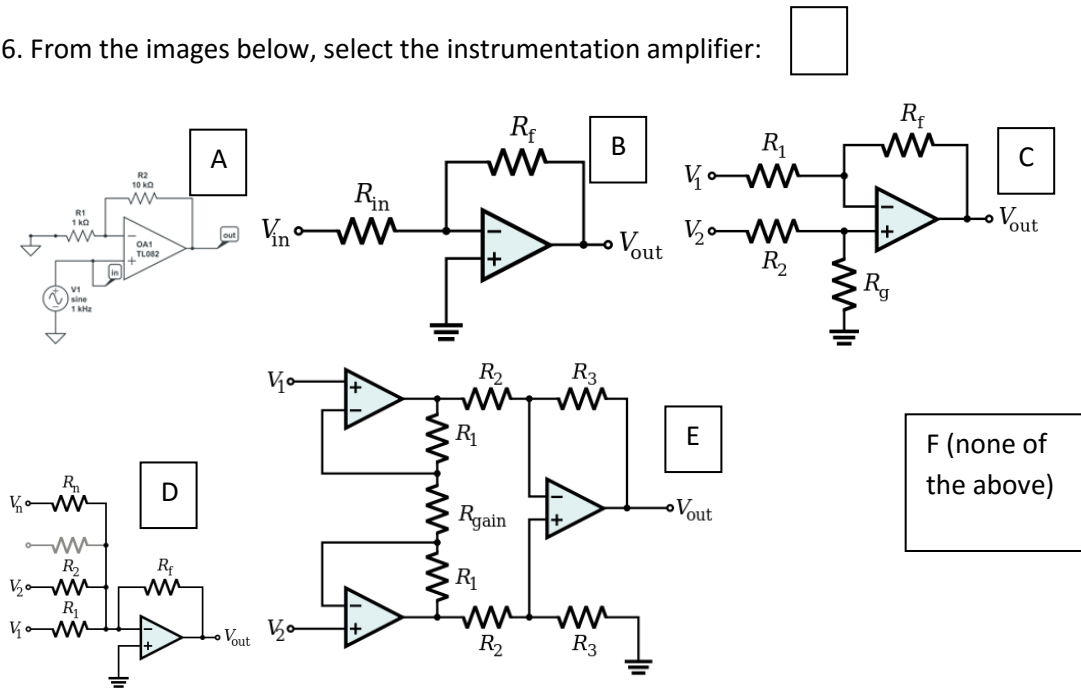 6. From the images below, select the instrumentation amplifier:
A
R2
10 kΩ
R1
1 kΩ
OA1
TL082
out
in
V1
sine
1 kHz
B
Rf
Rin
Vin
Vout
C
Rf
R1
V1
V2
R2
Rg
Vout
D
Rn
Vn
R2
V2
R1
V1
Rf
Vout
E
V1
R2
R3
R1
Rgain
R1
Vout
V2
R2
R3
F (none of
the above)